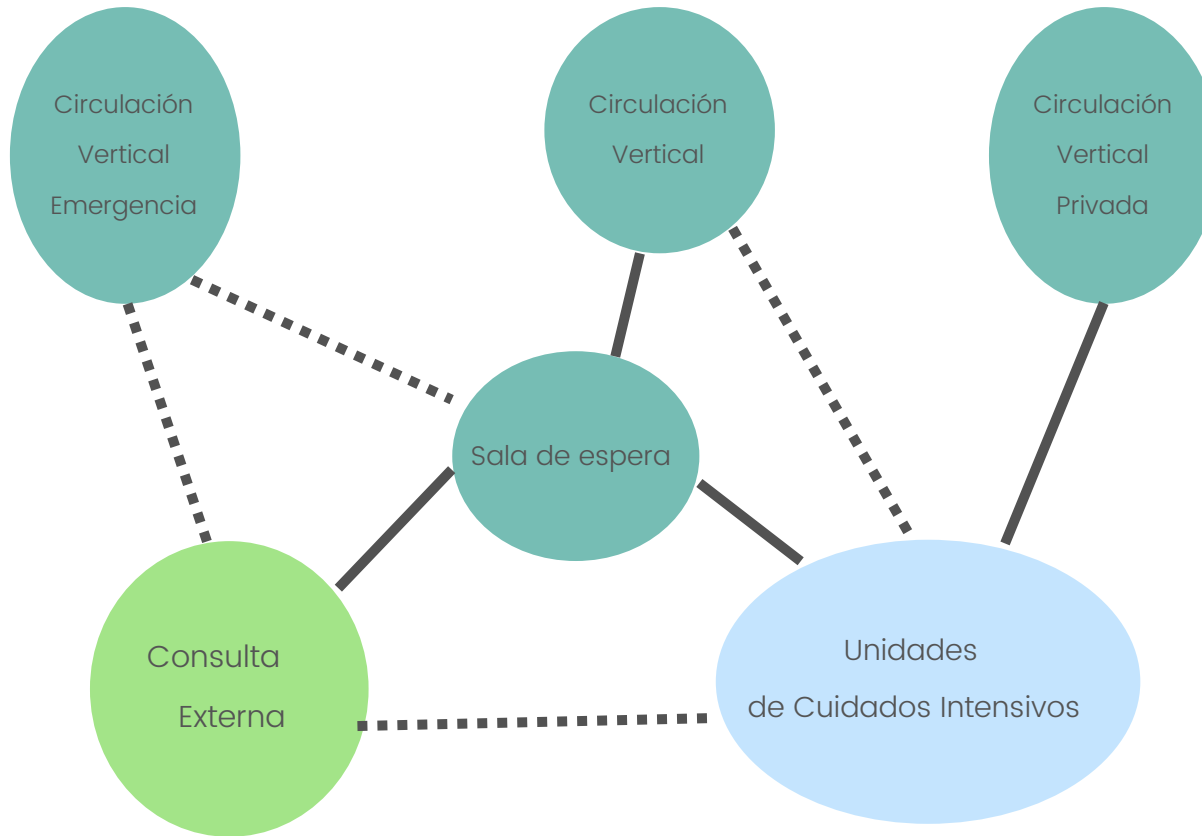 Circulación
Vertical
Emergencia
Circulación
Vertical
Circulación
Vertical
Privada
Sala de espera
Consulta
Externa
Unidades
de Cuidados Intensivos